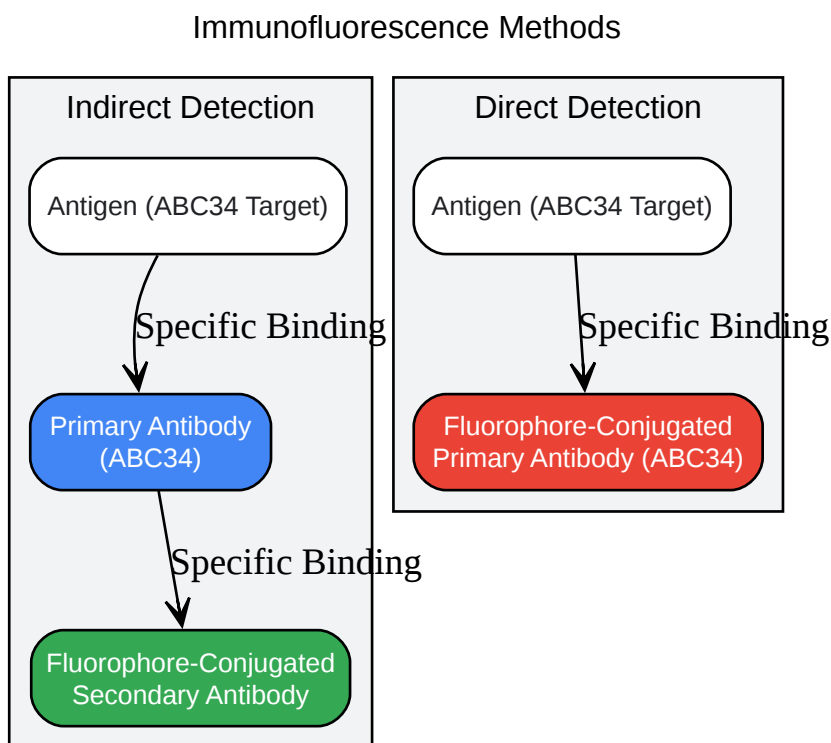 Immunofluorescence Methods
Indirect Detection
Antigen (ABC34 Target)
Specific Binding
Primary Antibody
(ABC34)
Specific Binding
Fluorophore-Conjugated
Secondary Antibody
Direct Detection
Antigen (ABC34 Target)
Specific Binding
Fluorophore-Conjugated
Primary Antibody (ABC34)